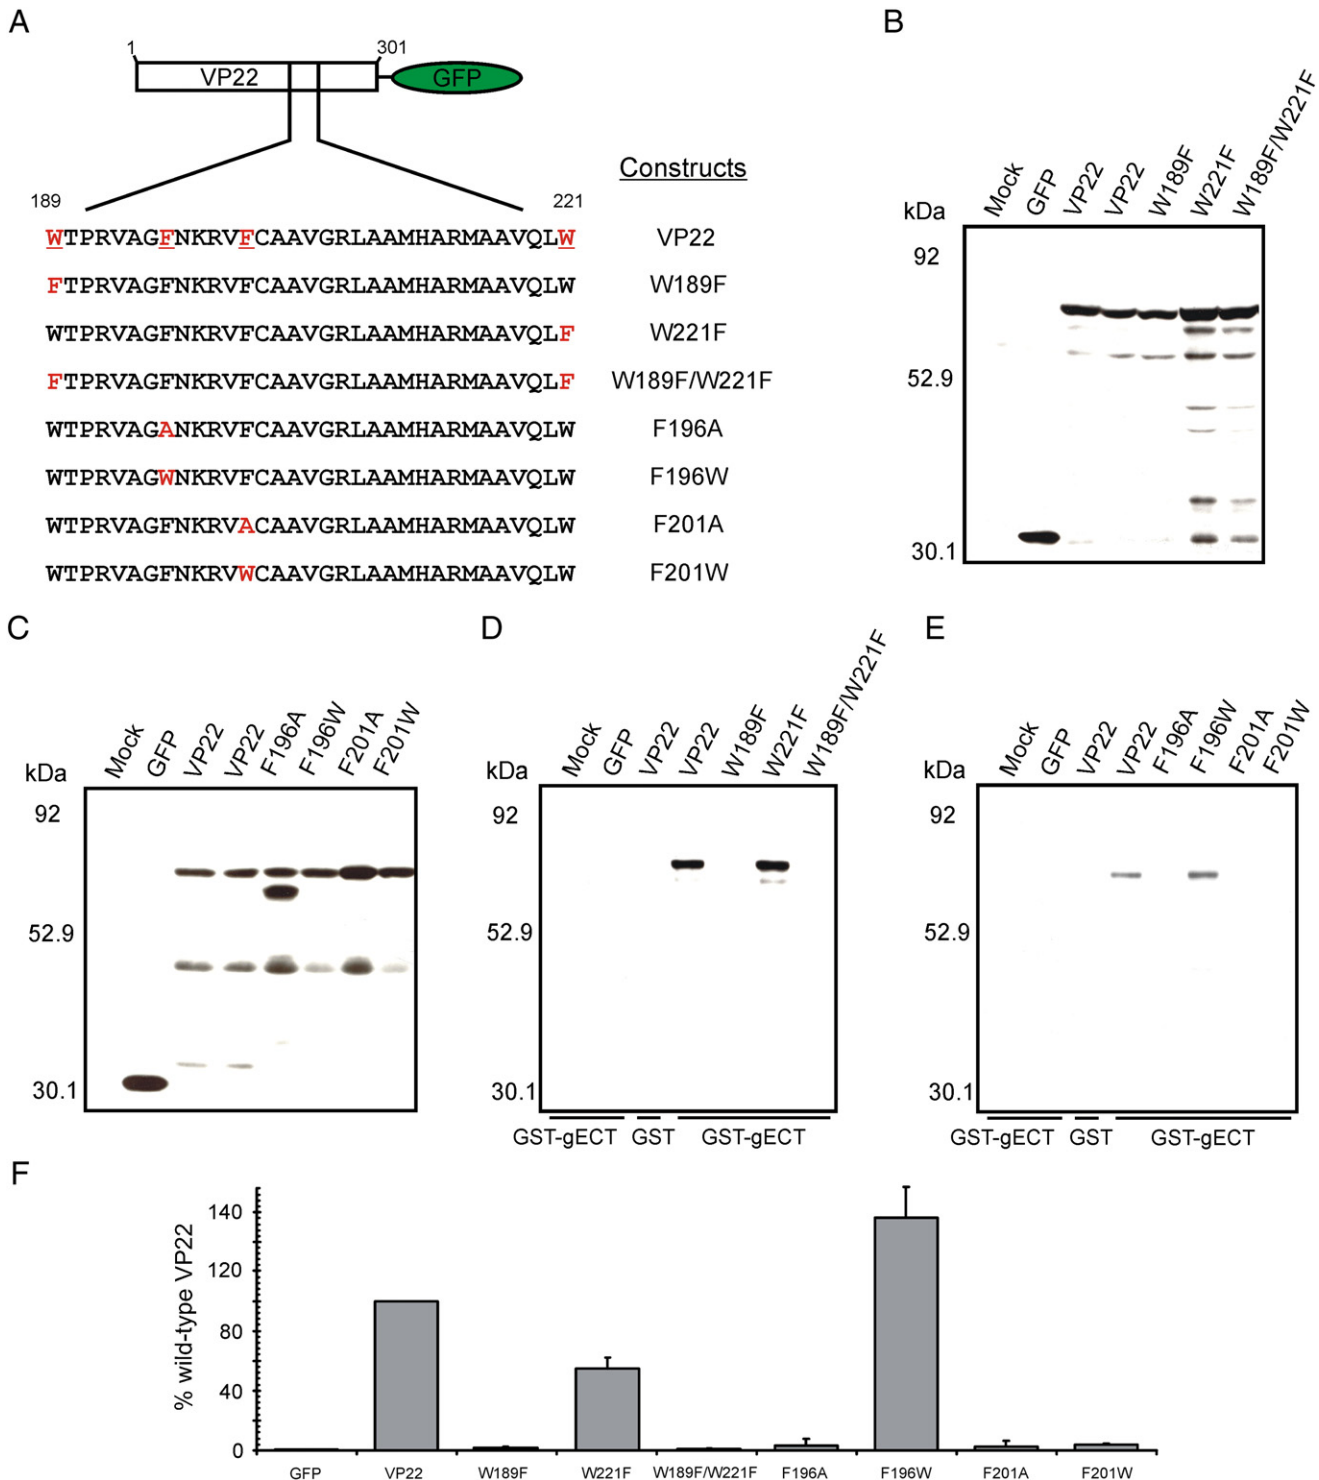 A
1
301
VP22
GFP
Constructs
189
221
WTPRVAGFNKRVFCAAVGRLAAMHARMAAVQLW VP22
FTPRVAGFNKRVFCAAVGRLAAMHARMAAVQLW W189F
WTPRVAGFNKRVFCAAVGRLAAMHARMAAVQLF W221F
FTPRVAGFNKRVFCAAVGRLAAMHARMAAVQLF W189F/W221F
WTPRVAGANKRVFCAAVGRLAAMHARMAAVQLW F196A
WTPRVAGWNKRVFCAAVGRLAAMHARMAAVQLW F196W
WTPRVAGFNKRVACAAVGRLAAMHARMAAVQLW F201A
WTPRVAGFNKRVWCAAVGRLAAMHARMAAVQLW F201W
B
Mock GFP VP22 VP22 W189F W221F W189F/W221F
kDa
92
52.9
30.1
C
Mock GFP VP22 VP22 F196A F196W F201A F201W
kDa
92
52.9
30.1
D
Mock GFP VP22 VP22 W189F W221F W189F/W221F
kDa
92
52.9
30.1
GST-gECT GST GST-gECT
E
Mock GFP VP22 VP22 F196A F196W F201A F201W
kDa
92
52.9
30.1
GST-gECT GST GST-gECT
F
% wild-type VP22
140
120
80
40
0
GFP VP22 W189F W221F W189F/W221F F196A F196W F201A F201W